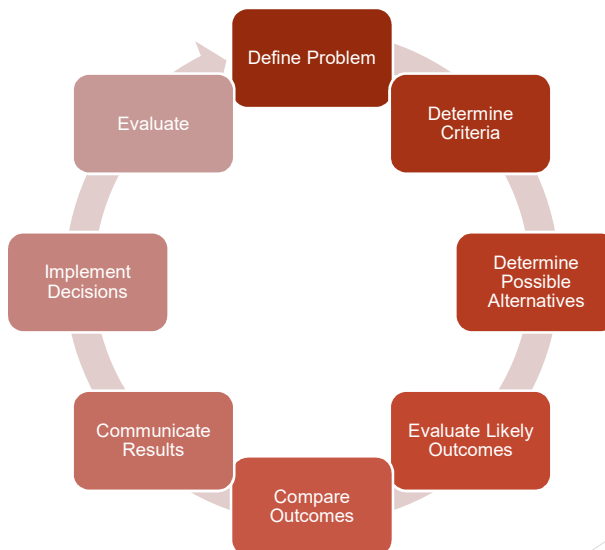 Define Problem
Determine
Criteria
Determine
Possible
Alternatives
Evaluate Likely
Outcomes
Compare
Outcomes
Communicate
Results
Implement
Decisions
Evaluate